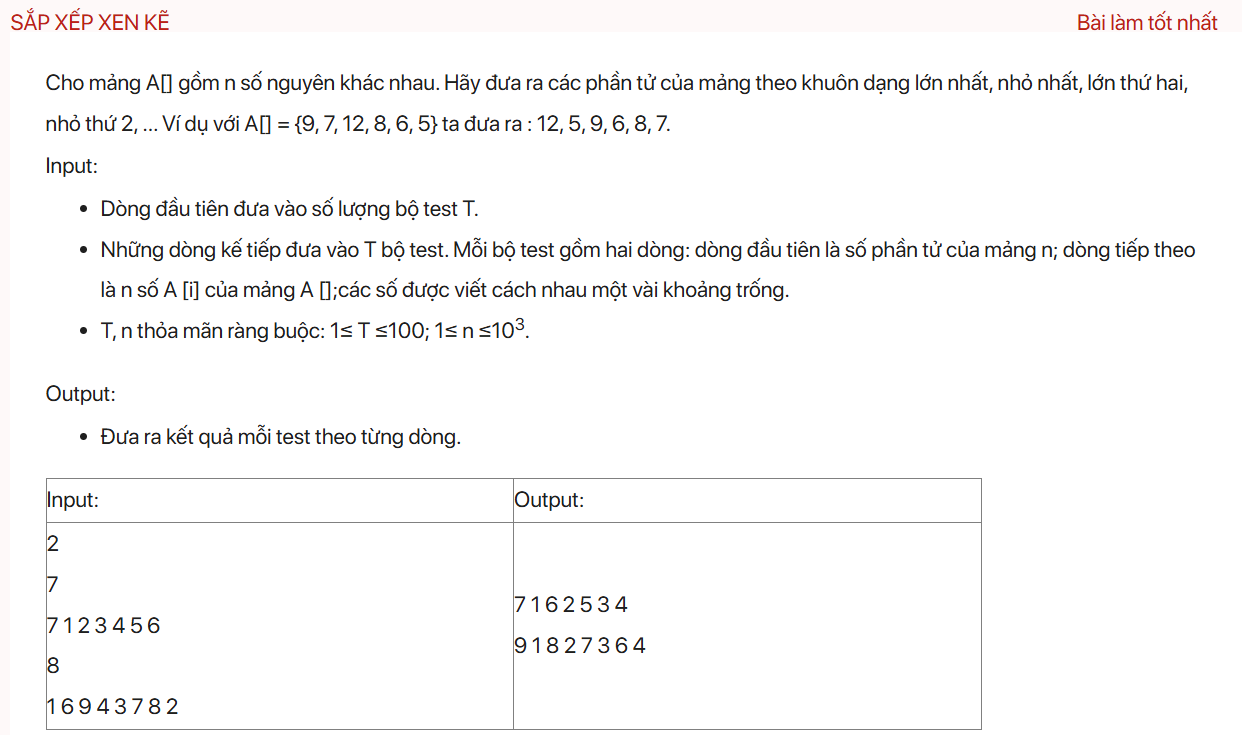 SẮP XẾP XEN KẼ
Bài làm tốt nhất
Cho mảng A[] gồm n số nguyên khác nhau. Hãy đưa ra các phần tử của mảng theo khuôn dạng lớn nhất, nhỏ nhất, lớn thứ hai,
nhỏ thứ 2, ... Ví dụ với A[] = {9, 7, 12, 8, 6, 5} ta đưa ra : 12, 5, 9, 6, 8, 7.
Input:
• Dòng đầu tiên đưa vào số lượng bộ test T.
• Những dòng kế tiếp đưa vào T bộ test. Mỗi bộ test gồm hai dòng: dòng đầu tiên là số phần tử của mảng n; dòng tiếp theo
là n số A [i] của mảng A [];các số được viết cách nhau một vài khoảng trống.
• T, n thỏa mãn ràng buộc: 1≤ T ≤100; 1≤ n ≤10³.
Output:
• Đưa ra kết quả mỗi test theo từng dòng.
Input:
Output:
2
7
7 1 2 3 4 5 6
8
1 6 9 4 3 7 8 2
7 1 6 2 5 3 4
9 1 8 2 7 3 6 4